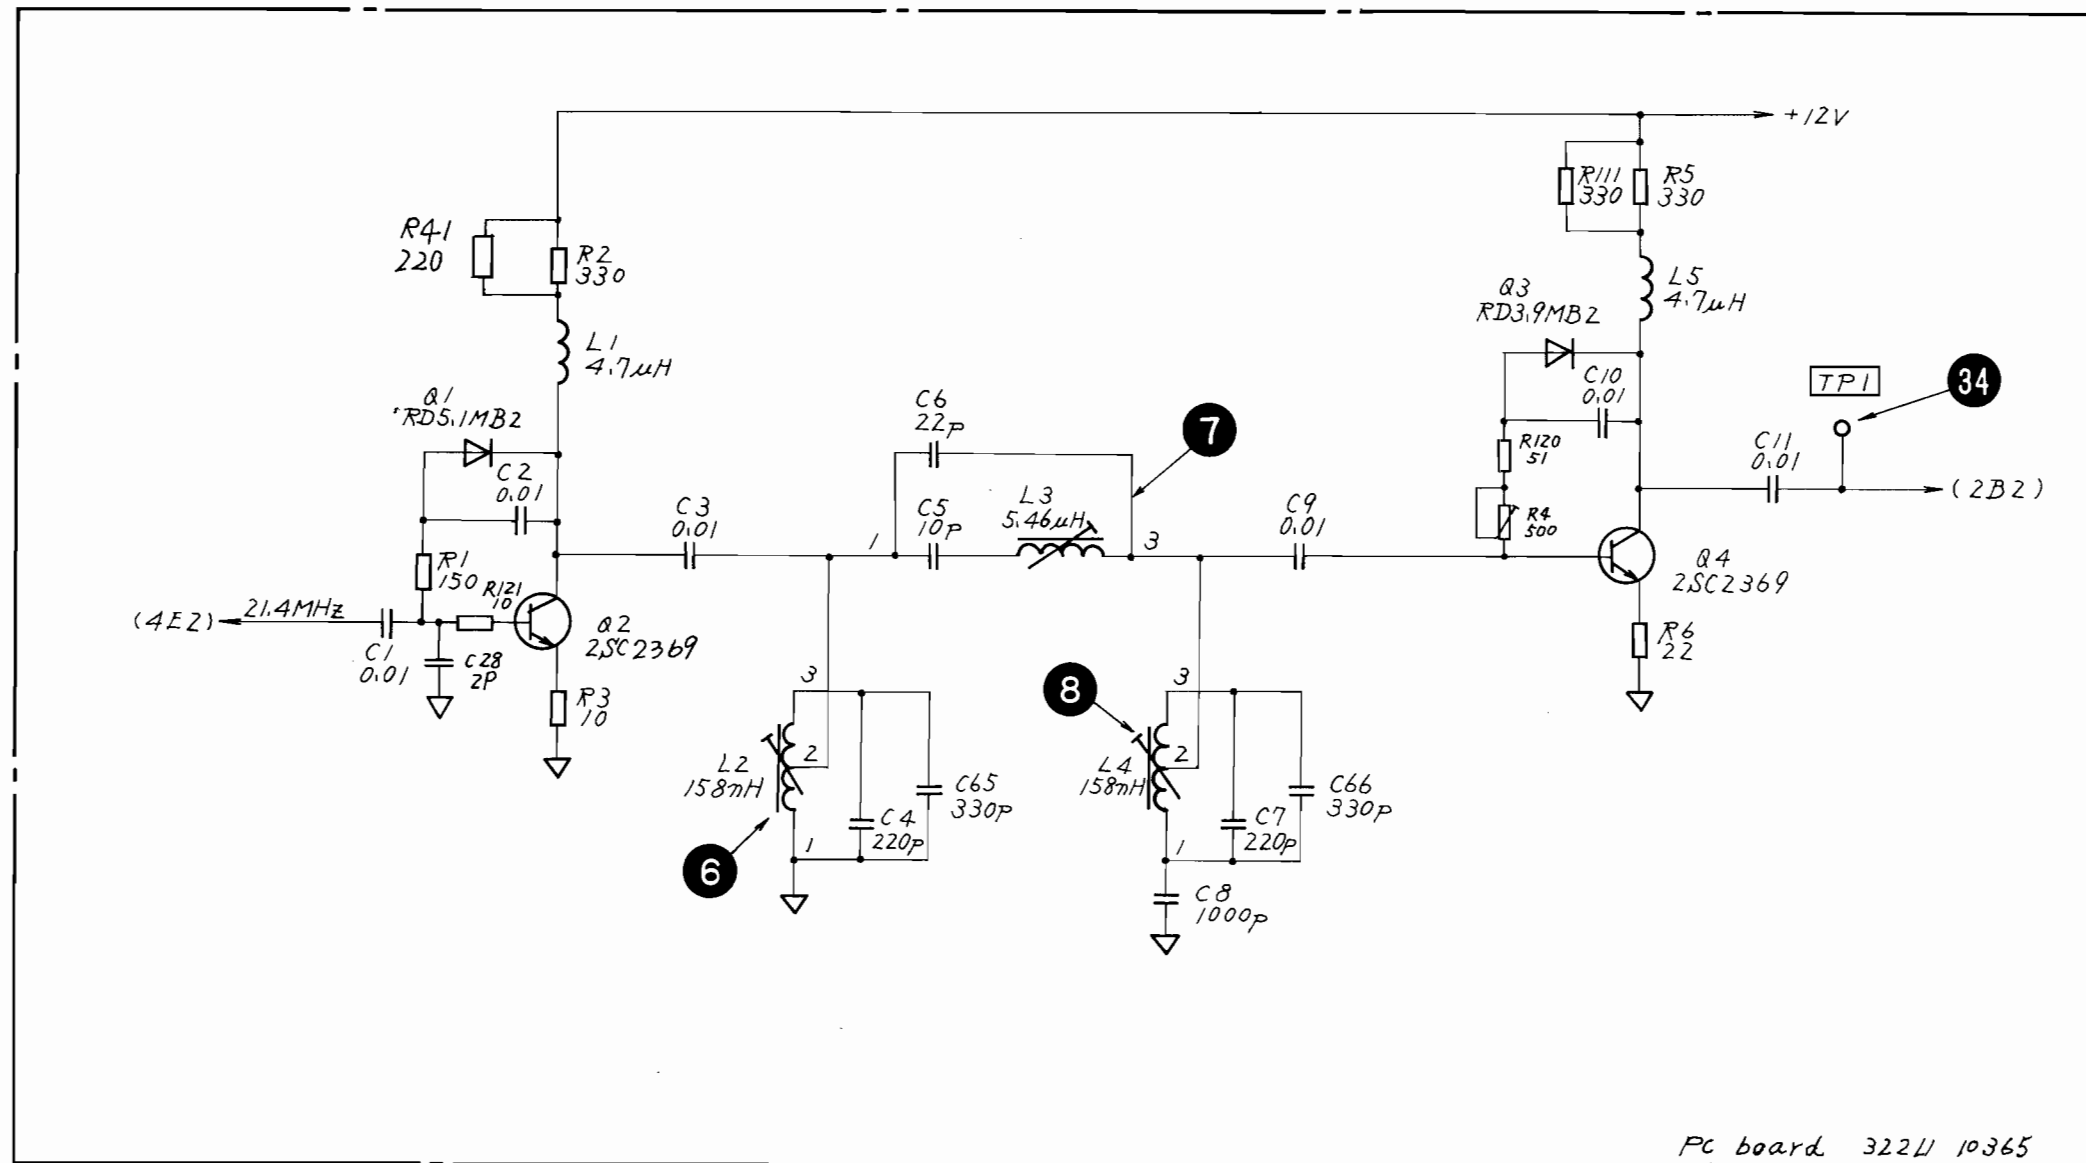 +12V
R111
330
R5
330
R41
220
R2
330
L5
4.7μH
Q3
RD3.9MB2
L1
4.7μH
C10
0.01
TP1
34
Q1
RD5.1MB2
C6
22P
7
R120
51
C11
0.01
C2
0.01
C3
0.01
C5
10P
L3
5.46μH
C9
0.01
R4
500
(2B2)
1
3
R1
150
R121
10
Q4
2SC2369
(4E2)
21.4MHz
Q2
2SC2369
C1
0.01
C28
2P
R6
22
R3
10
3
8
3
L2
158nH
2
L4
158nH
2
C65
330P
C66
330P
C4
220P
C7
220P
1
1
6
C8
1000P
PC board 322U 10365